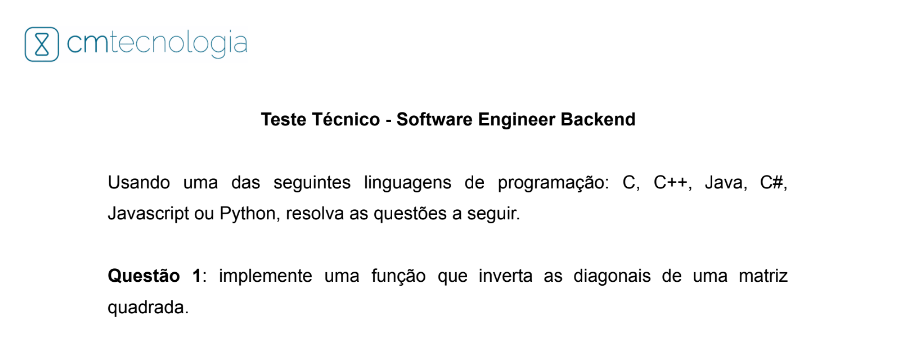 cmtecnologia
Teste Técnico - Software Engineer Backend
Usando uma das seguintes linguagens de programação: C, C++, Java, C#,
Javascript ou Python, resolva as questões a seguir.
Questão 1: implemente uma função que inverta as diagonais de uma matriz
quadrada.